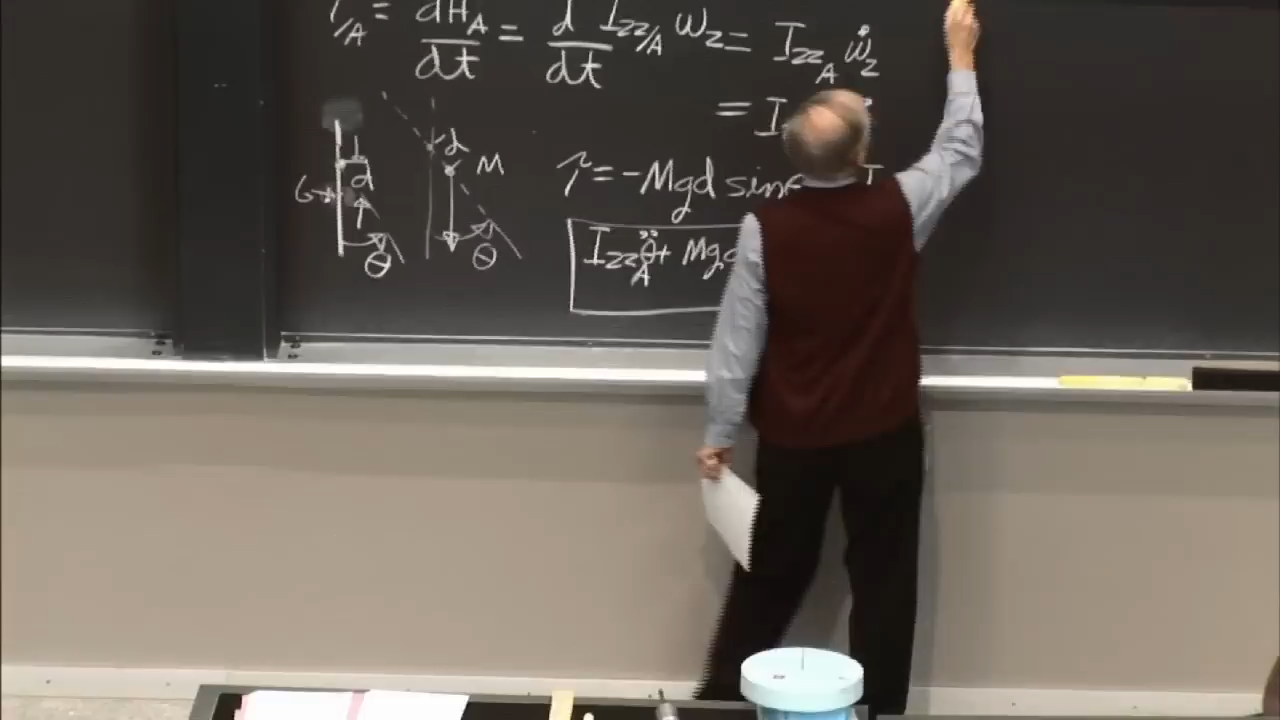 τ/A = dH_A/dt = d/dt I_zz/A ω_z = I_zz_A ω̇_z
= I
d
d M
τ = -Mgd sin
G
θ θ
I_zz_A θ̈ + Mg